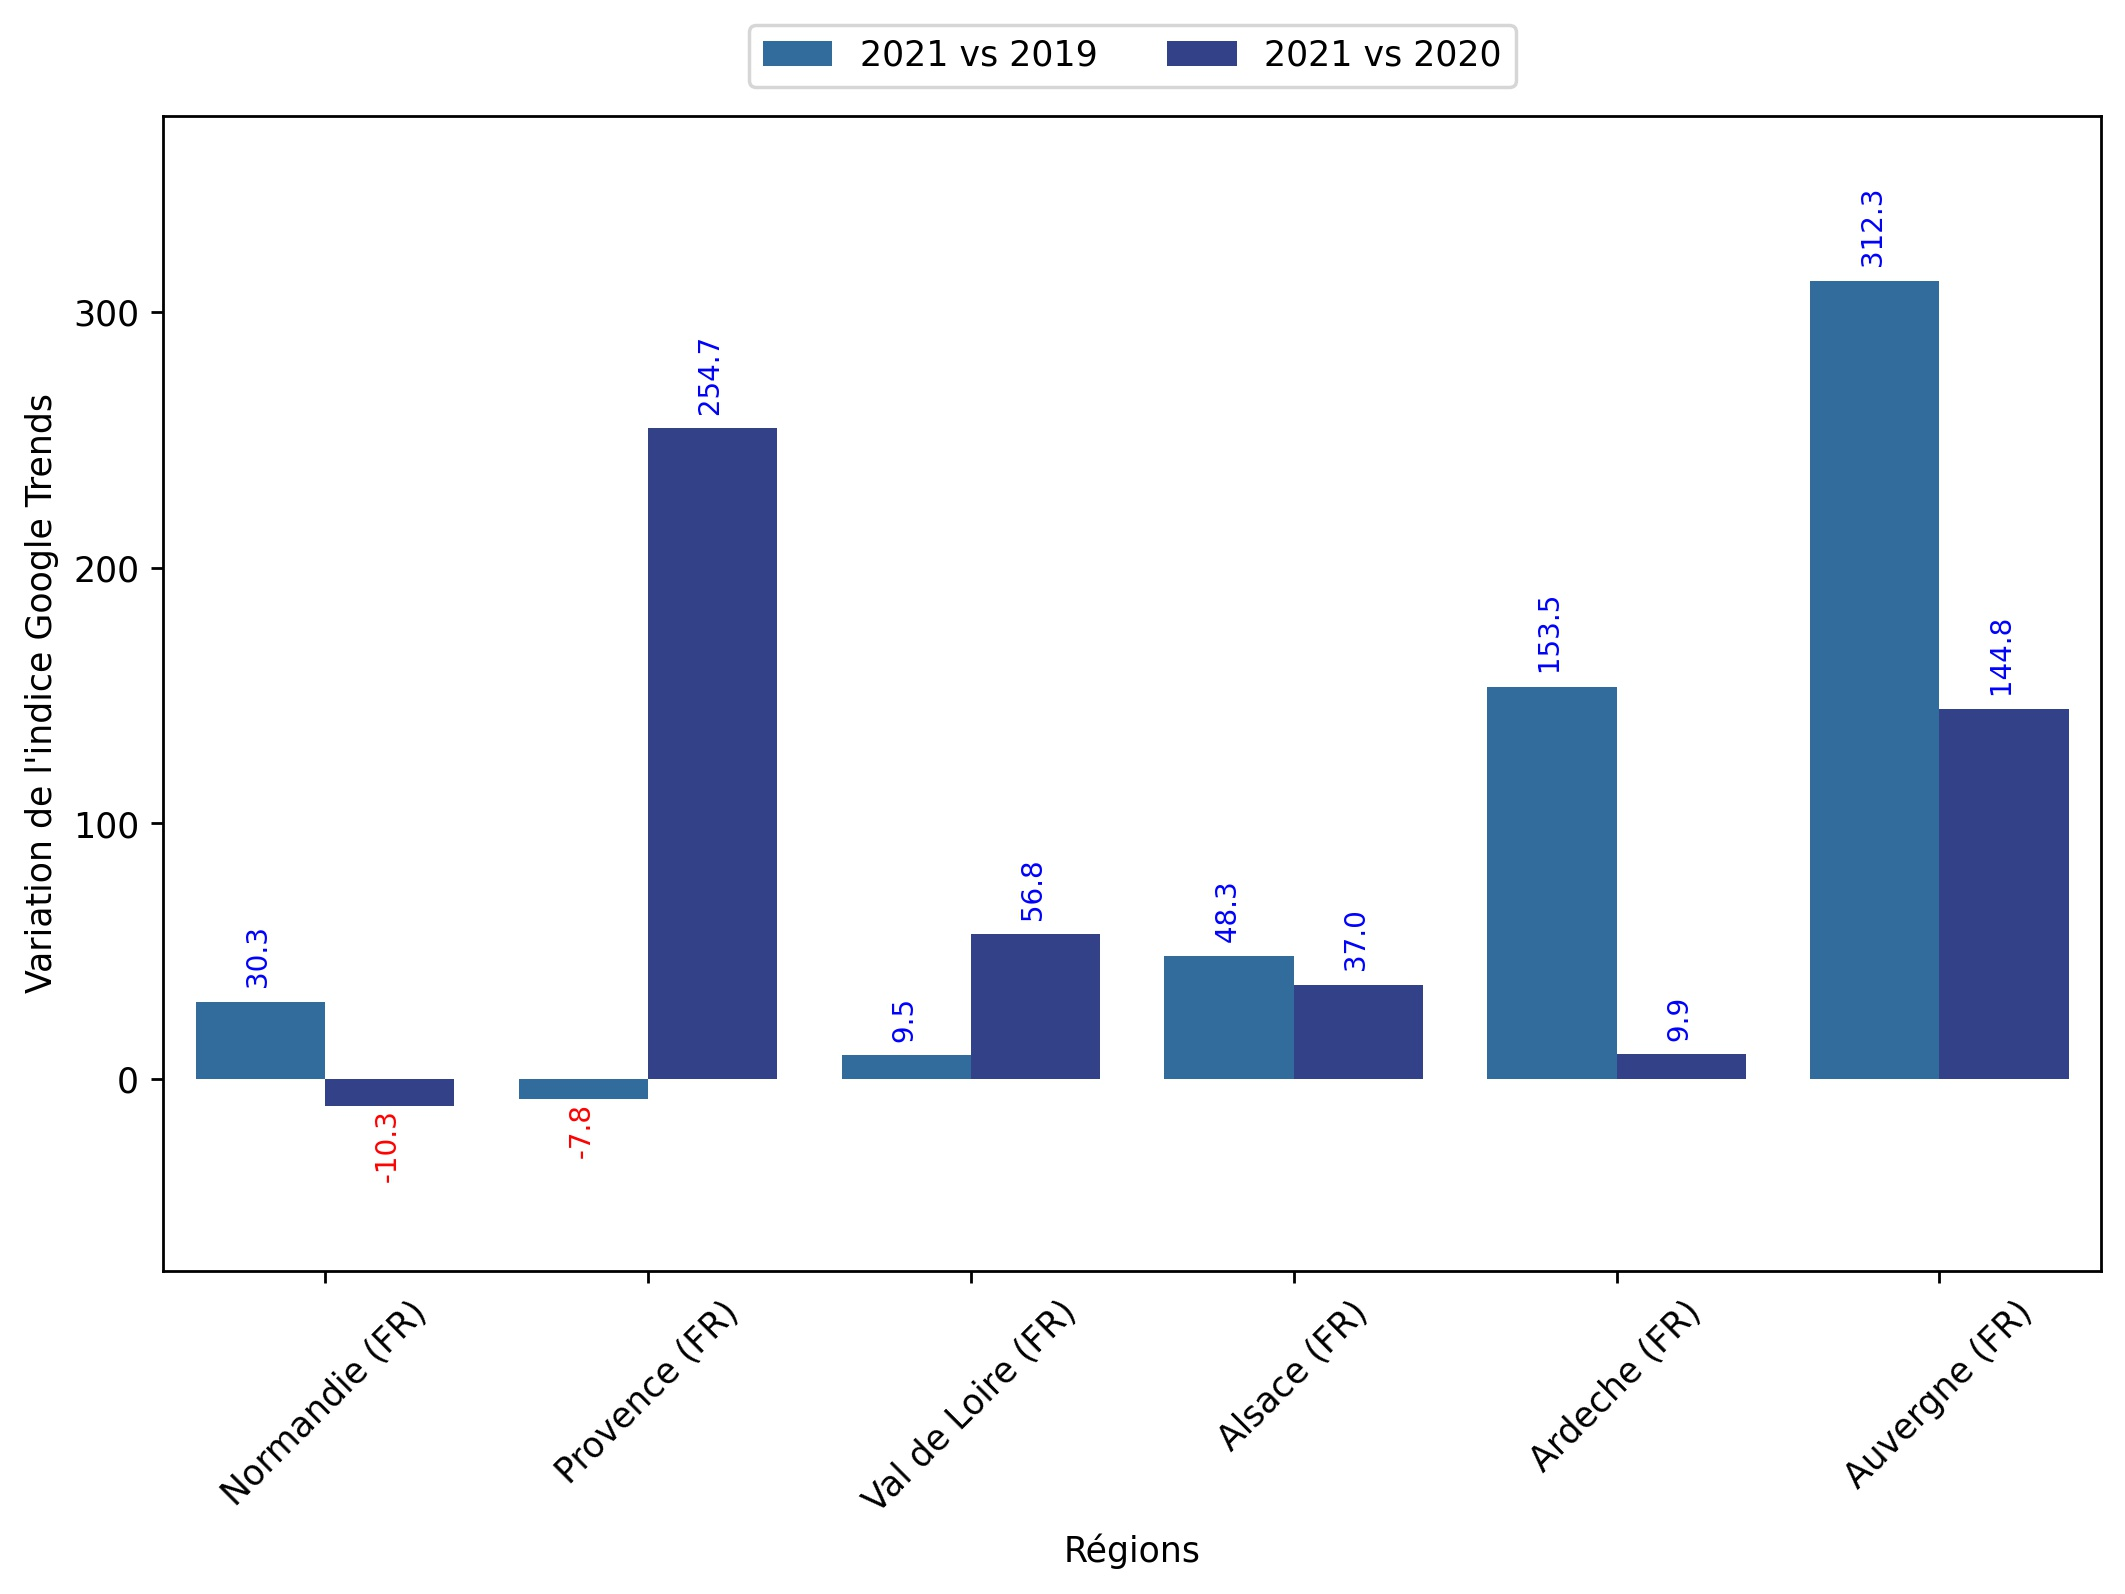 2021 vs 2019
2021 vs 2020
Variation de l'indice Google Trends
300
200
100
0
30.3
-10.3
-7.8
254.7
9.5
56.8
48.3
37.0
153.5
9.9
312.3
144.8
Normandie (FR)
Provence (FR)
Val de Loire (FR)
Alsace (FR)
Ardeche (FR)
Auvergne (FR)
Régions